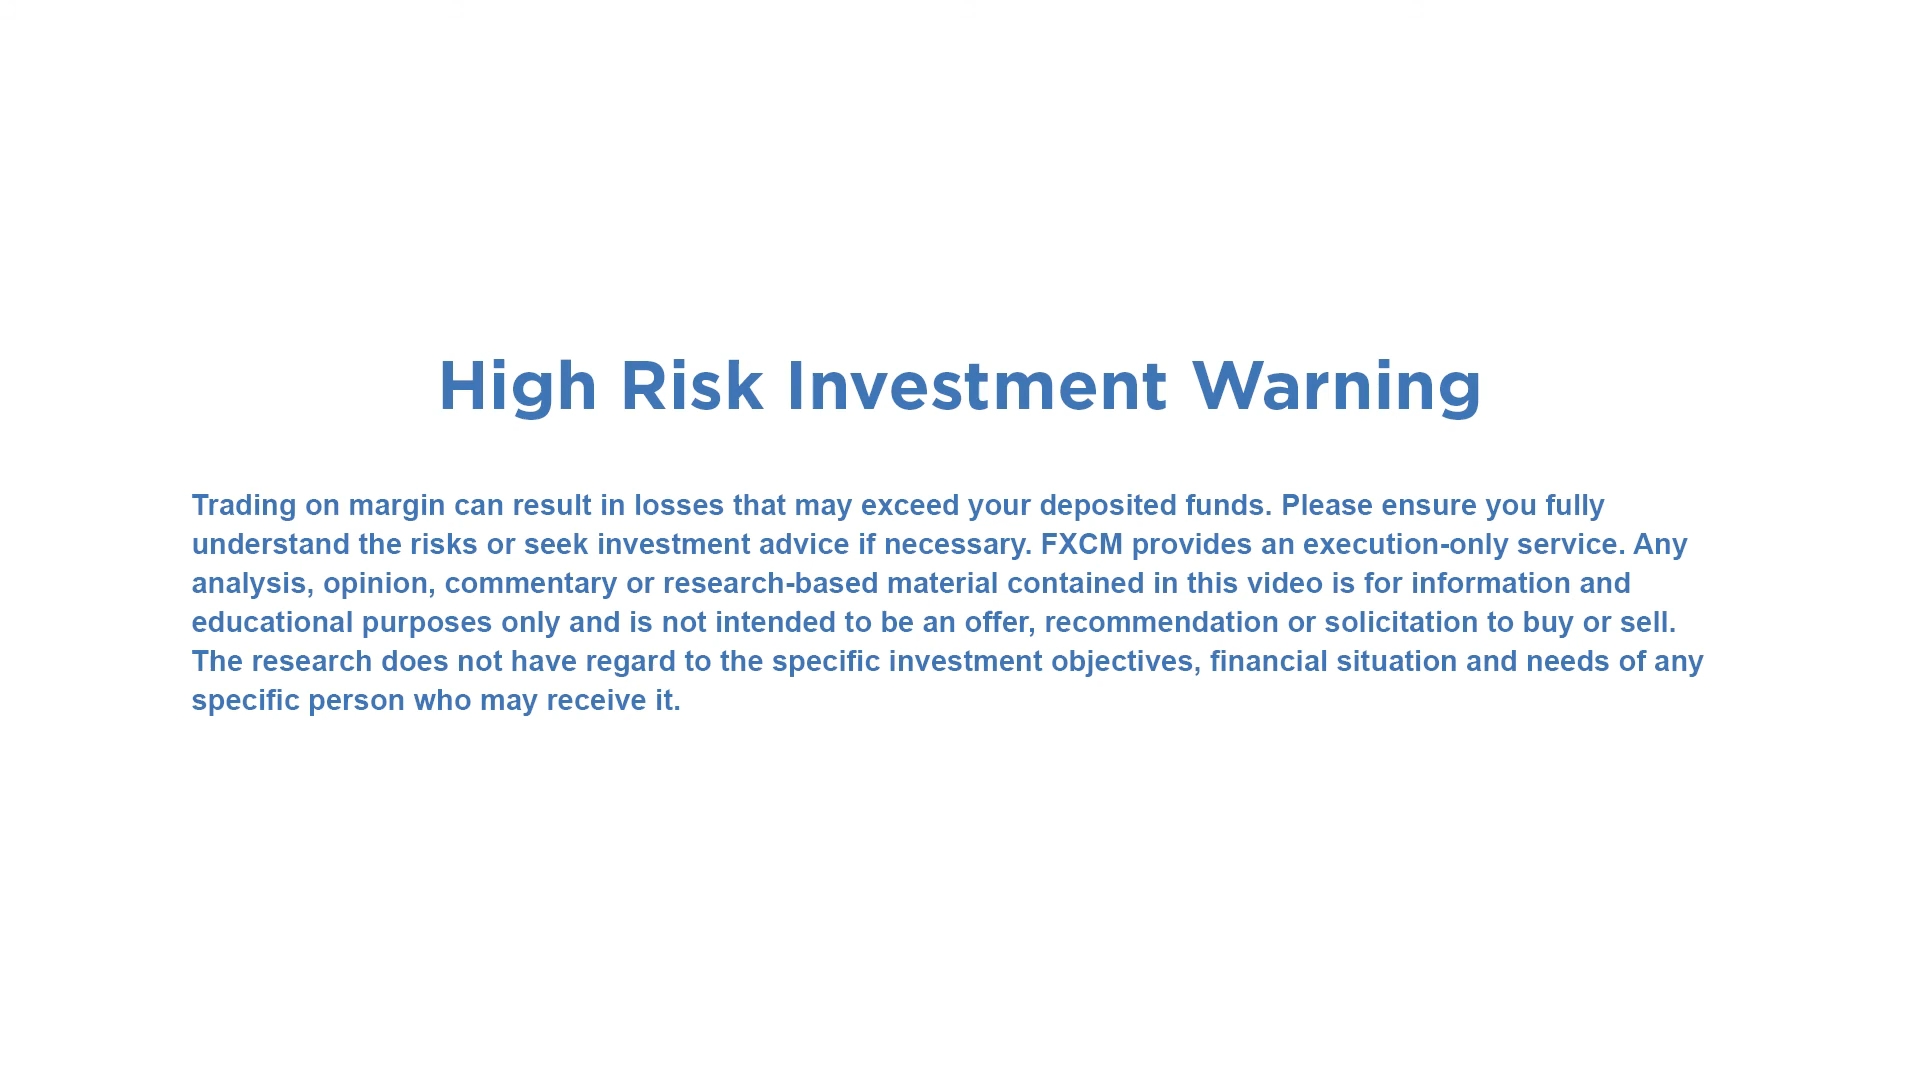 High Risk Investment Warning
Trading on margin can result in losses that may exceed your deposited funds. Please ensure you fully
understand the risks or seek investment advice if necessary. FXCM provides an execution-only service. Any
analysis, opinion, commentary or research-based material contained in this video is for information and
educational purposes only and is not intended to be an offer, recommendation or solicitation to buy or sell.
The research does not have regard to the specific investment objectives, financial situation and needs of any
specific person who may receive it.